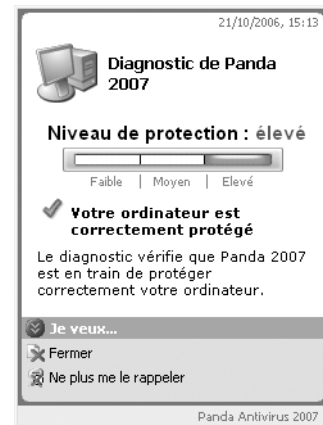 21/10/2006, 15:13
Diagnostic de Panda
2007
Niveau de protection : élevé
Faible | Moyen | Elevé
Votre ordinateur est
correctement protégé
Le diagnostic vérifie que Panda 2007
est en train de protéger
correctement votre ordinateur.
Je veux...
Fermer
Ne plus me le rappeler
Panda Antivirus 2007